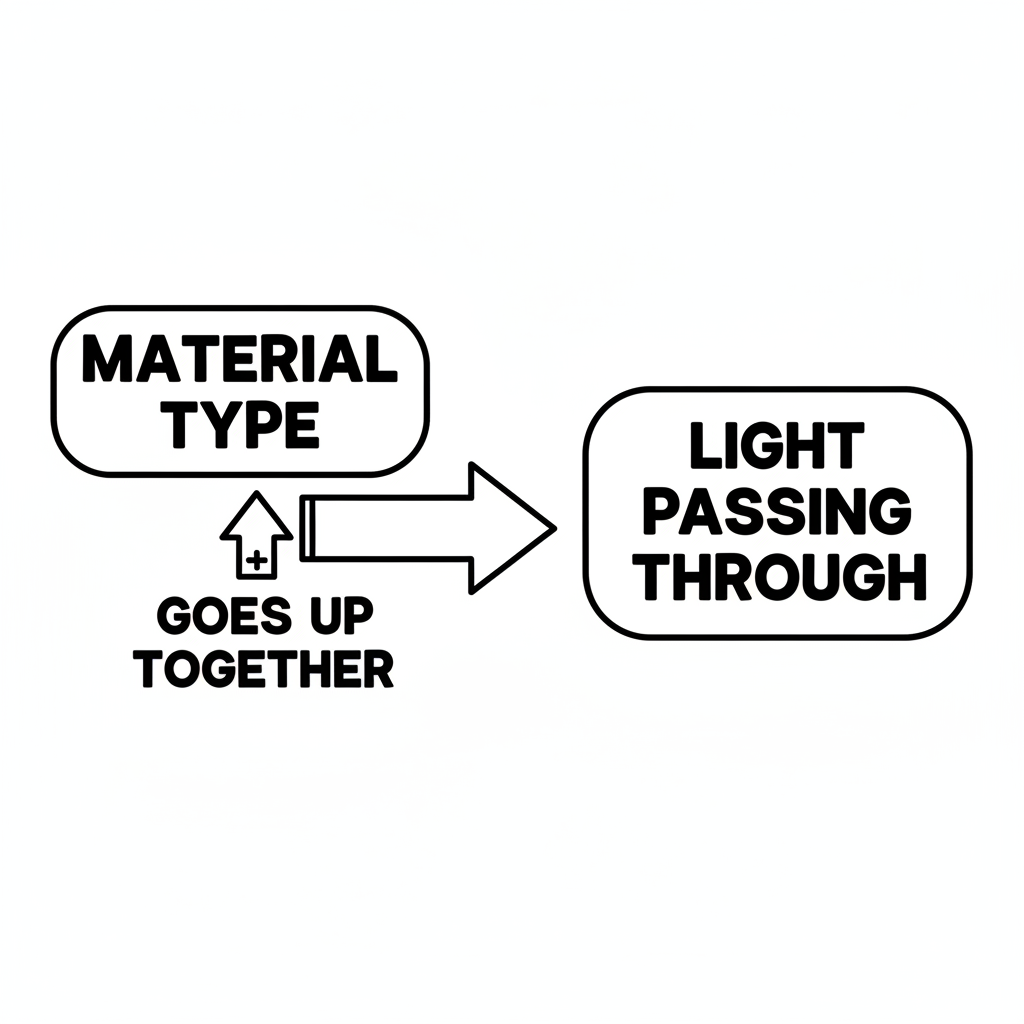 MATERIAL
TYPE
+
GOES UP
TOGETHER
LIGHT
PASSING
THROUGH